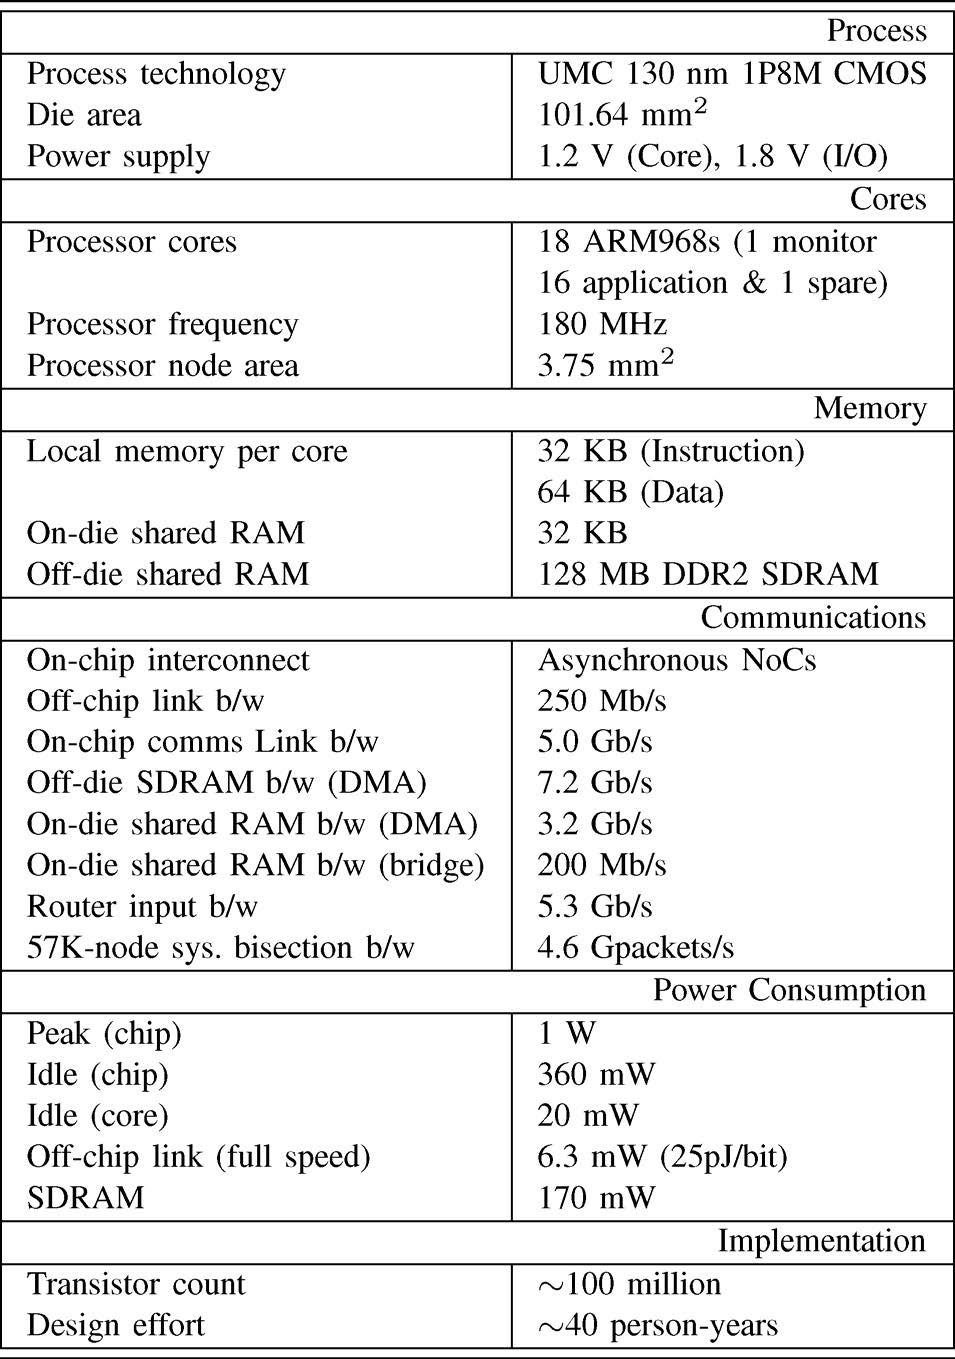 Process
Process technology UMC 130 nm 1P8M CMOS
Die area 101.64 mm²
Power supply 1.2 V (Core), 1.8 V (I/O)
Cores
Processor cores 18 ARM968s (1 monitor
16 application & 1 spare)
Processor frequency 180 MHz
Processor node area 3.75 mm²
Memory
Local memory per core 32 KB (Instruction)
64 KB (Data)
On-die shared RAM 32 KB
Off-die shared RAM 128 MB DDR2 SDRAM
Communications
On-chip interconnect Asynchronous NoCs
Off-chip link b/w 250 Mb/s
On-chip comms Link b/w 5.0 Gb/s
Off-die SDRAM b/w (DMA) 7.2 Gb/s
On-die shared RAM b/w (DMA) 3.2 Gb/s
On-die shared RAM b/w (bridge) 200 Mb/s
Router input b/w 5.3 Gb/s
57K-node sys. bisection b/w 4.6 Gpackets/s
Power Consumption
Peak (chip) 1 W
Idle (chip) 360 mW
Idle (core) 20 mW
Off-chip link (full speed) 6.3 mW (25pJ/bit)
SDRAM 170 mW
Implementation
Transistor count ~100 million
Design effort ~40 person-years